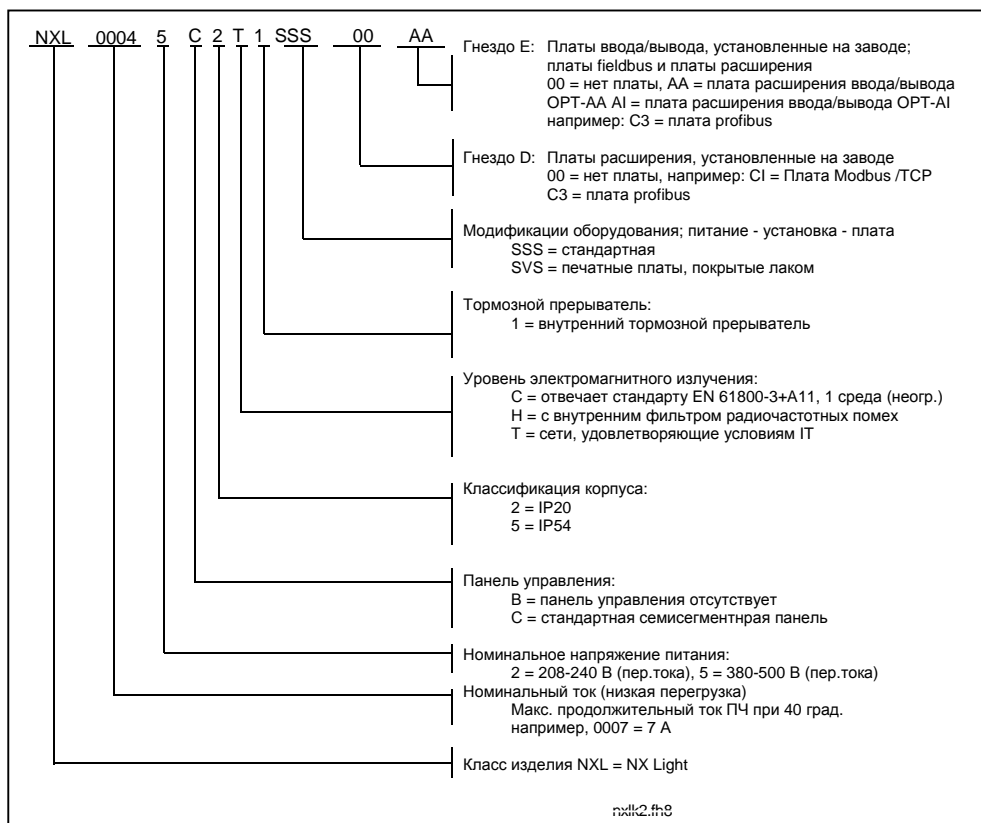 NXL 0004 5 C 2 T 1 SSS 00 AA
Гнездо E: Платы ввода/вывода, установленные на заводе;
платы fieldbus и платы расширения
00 = нет платы, AA = плата расширения ввода/вывода
OPT-AA AI = плата расширения ввода/вывода OPT-AI
например: C3 = плата profibus
Гнездо D: Платы расширения, установленные на заводе
00 = нет платы, например: CI = Плата Modbus /TCP
C3 = плата profibus
Модификации оборудования; питание - установка - плата
SSS = стандартная
SVS = печатные платы, покрытые лаком
Тормозной прерыватель:
1 = внутренний тормозной прерыватель
Уровень электромагнитного излучения:
C = отвечает стандарту EN 61800-3+A11, 1 среда (неогр.)
H = с внутренним фильтром радиочастотных помех
T = сети, удовлетворяющие условиям IT
Классификация корпуса:
2 = IP20
5 = IP54
Панель управления:
B = панель управления отсутствует
C = стандартная семисегментнрая панель
Номинальное напряжение питания:
2 = 208-240 В (пер.тока), 5 = 380-500 В (пер.тока)
Номинальный ток (низкая перегрузка)
Макс. продолжительный ток ПЧ при 40 град.
например, 0007 = 7 А
Класс изделия NXL = NX Light
nxlk2.fh8